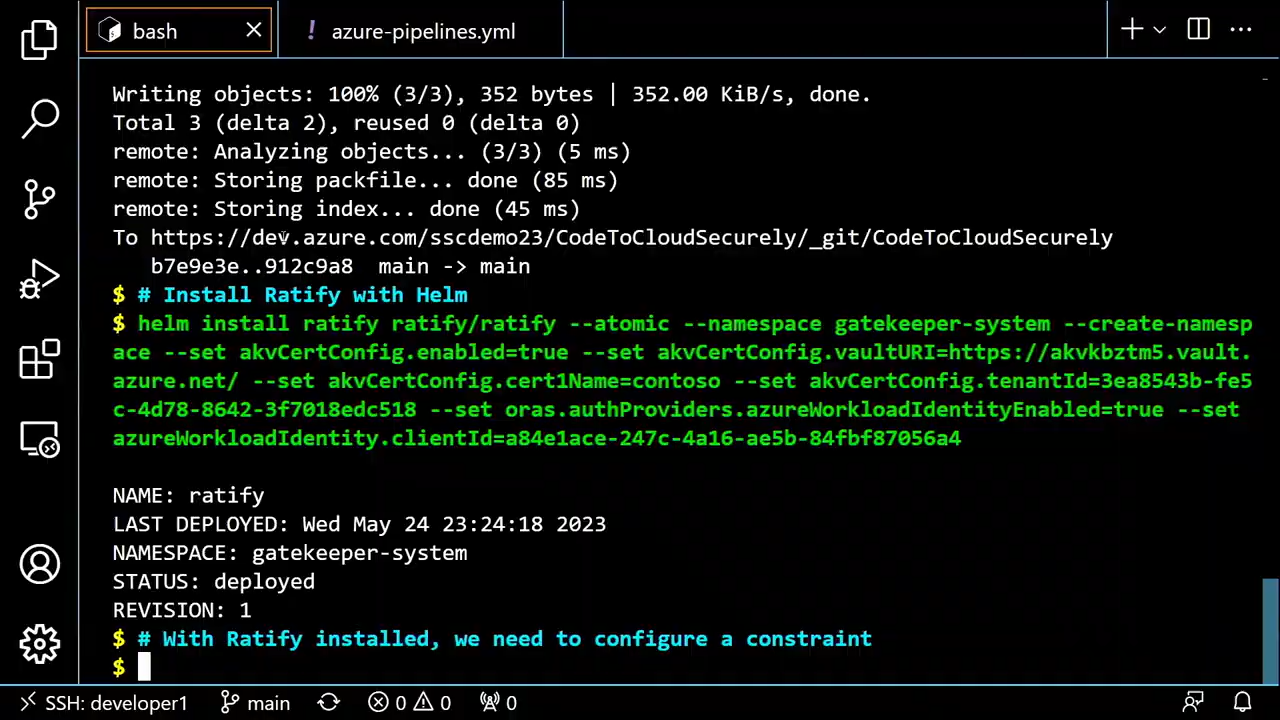 bash
! azure-pipelines.yml
Writing objects: 100% (3/3), 352 bytes | 352.00 KiB/s, done.
Total 3 (delta 2), reused 0 (delta 0)
remote: Analyzing objects... (3/3) (5 ms)
remote: Storing packfile... done (85 ms)
remote: Storing index... done (45 ms)
To https://dev.azure.com/sscdemo23/CodeToCloudSecurely/_git/CodeToCloudSecurely
b7e9e3e..912c9a8 main -> main
$ # Install Ratify with Helm
$ helm install ratify ratify/ratify --atomic --namespace gatekeeper-system --create-namesp
ace --set akvCertConfig.enabled=true --set akvCertConfig.vaultURI=https://akvkbztm5.vault.
azure.net/ --set akvCertConfig.cert1Name=contoso --set akvCertConfig.tenantId=3ea8543b-fe5
c-4d78-8642-3f7018edc518 --set oras.authProviders.azureWorkloadIdentityEnabled=true --set
azureWorkloadIdentity.clientId=a84e1ace-247c-4a16-ae5b-84fbf87056a4
NAME: ratify
LAST DEPLOYED: Wed May 24 23:24:18 2023
NAMESPACE: gatekeeper-system
STATUS: deployed
REVISION: 1
$ # With Ratify installed, we need to configure a constraint
$
SSH: developer1 main 0 0 0